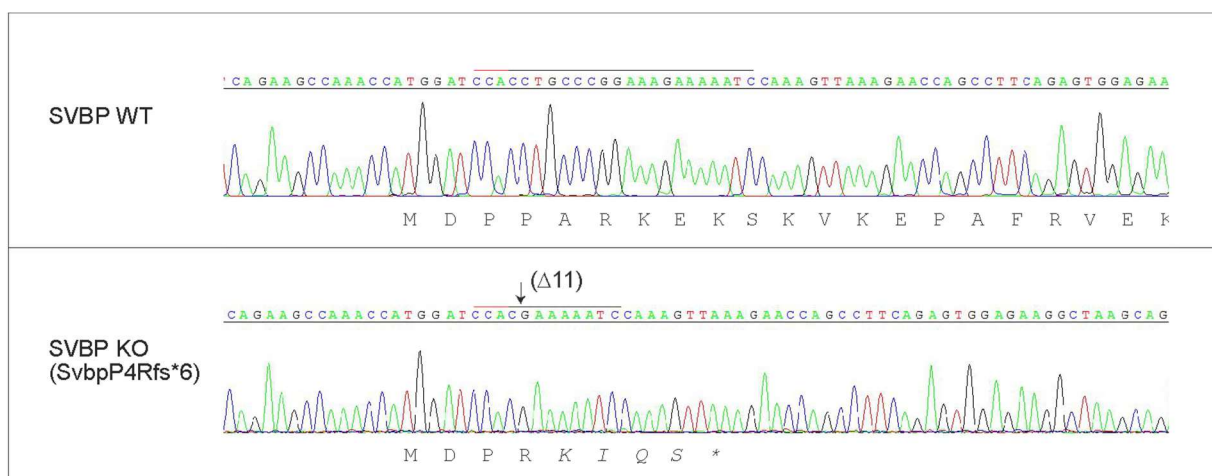 SVBP WT
'CAGAAGCCAAACCATGGATCCACCTGCCCGGAAAGAAAAATCCAAAGTTAAAGAACCAGCCTTCAGAGTGGAGAA
M D P P A R K E K S K V K E P A F R V E K
(Δ11)
SVBP KO
(SvbpP4Rfs*6)
CAGAAGCCAAACCATGGATCCACGAAAAATCCAAAGTTAAAGAACCAGCCTTCAGAGTGGAGAAGGCTAAGCAG
M D P R K I Q S *